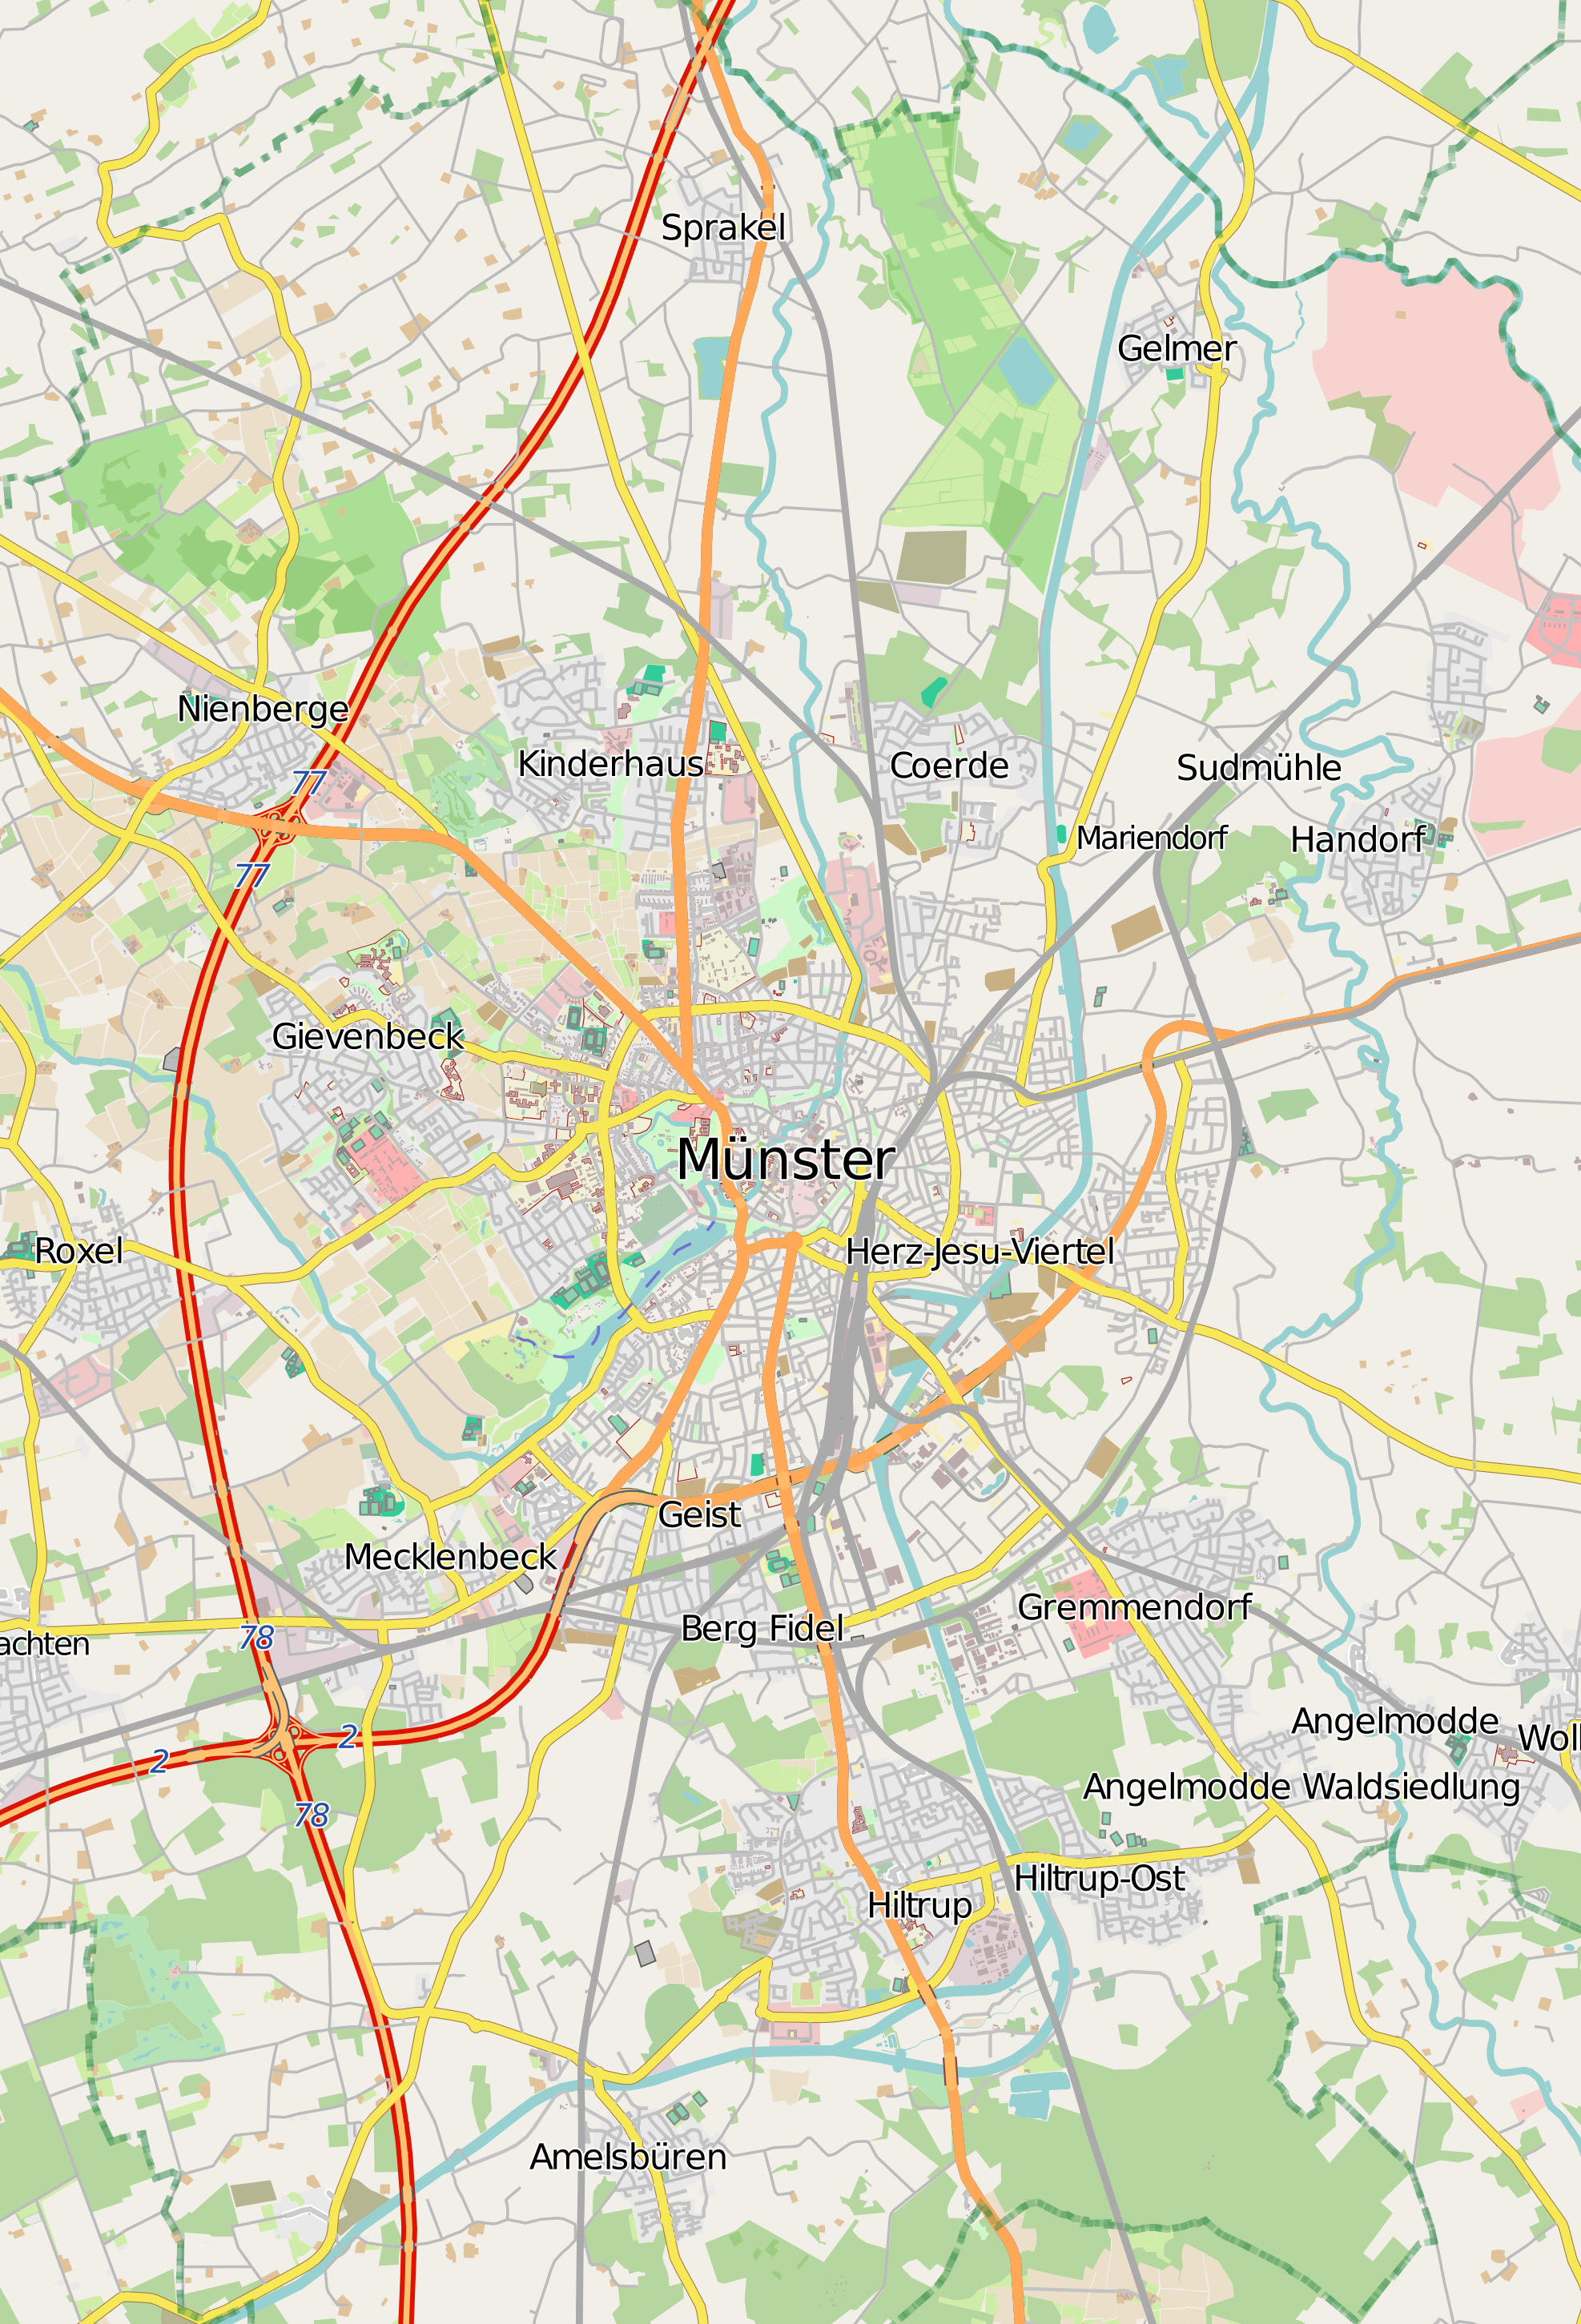 Sprakel
Gelmer
Nienberge
77
Kinderhaus
Coerde
Sudmühle
Mariendorf
Handorf
77
Gievenbeck
Münster
Roxel
Herz-Jesu-Viertel
Geist
Mecklenbeck
Gremmendorf
Berg Fidel
78
achten
Angelmodde
Wol
2
2
Angelmodde Waldsiedlung
78
Hiltrup-Ost
Hiltrup
Amelsbüren